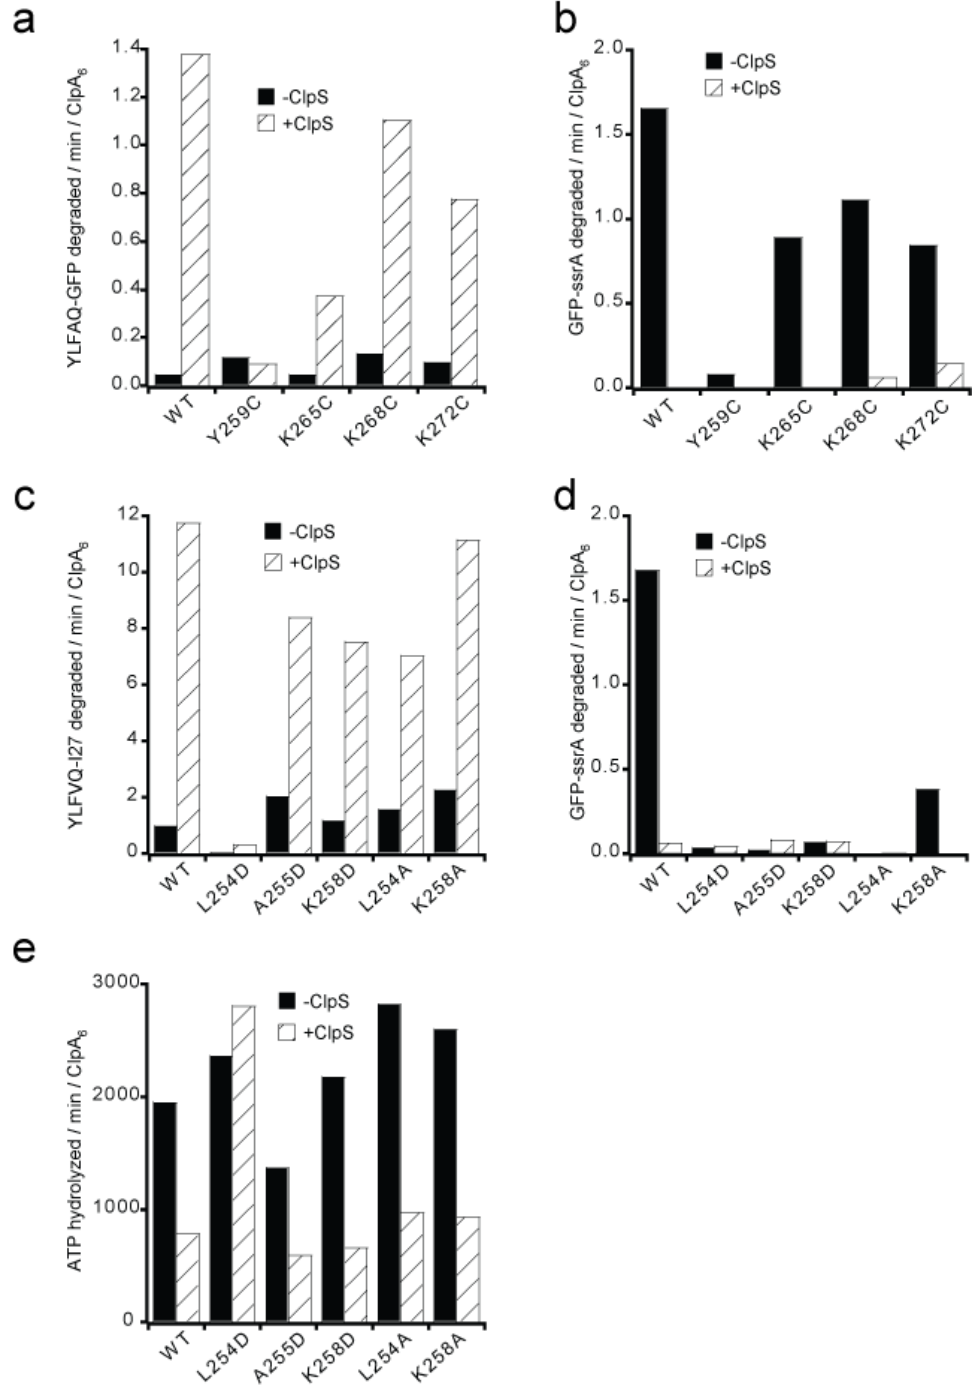 a
YLFAQ-GFP degraded / min / ClpA6
1.4
1.2
1.0
0.8
0.6
0.4
0.2
0.0
-ClpS
+ClpS
WT
Y259C
K265C
K268C
K272C
b
GFP-ssrA degraded / min / ClpA6
2.0
1.5
1.0
0.5
0.0
-ClpS
+ClpS
WT
Y259C
K265C
K268C
K272C
c
YLFVQ-I27 degraded / min / ClpA6
12
10
8
6
4
2
0
-ClpS
+ClpS
WT
L254D
A255D
K258D
L254A
K258A
d
GFP-ssrA degraded / min / ClpA6
2.0
1.5
1.0
0.5
0.0
-ClpS
+ClpS
WT
L254D
A255D
K258D
L254A
K258A
e
ATP hydrolyzed / min / ClpA6
3000
2000
1000
0
-ClpS
+ClpS
WT
L254D
A255D
K258D
L254A
K258A